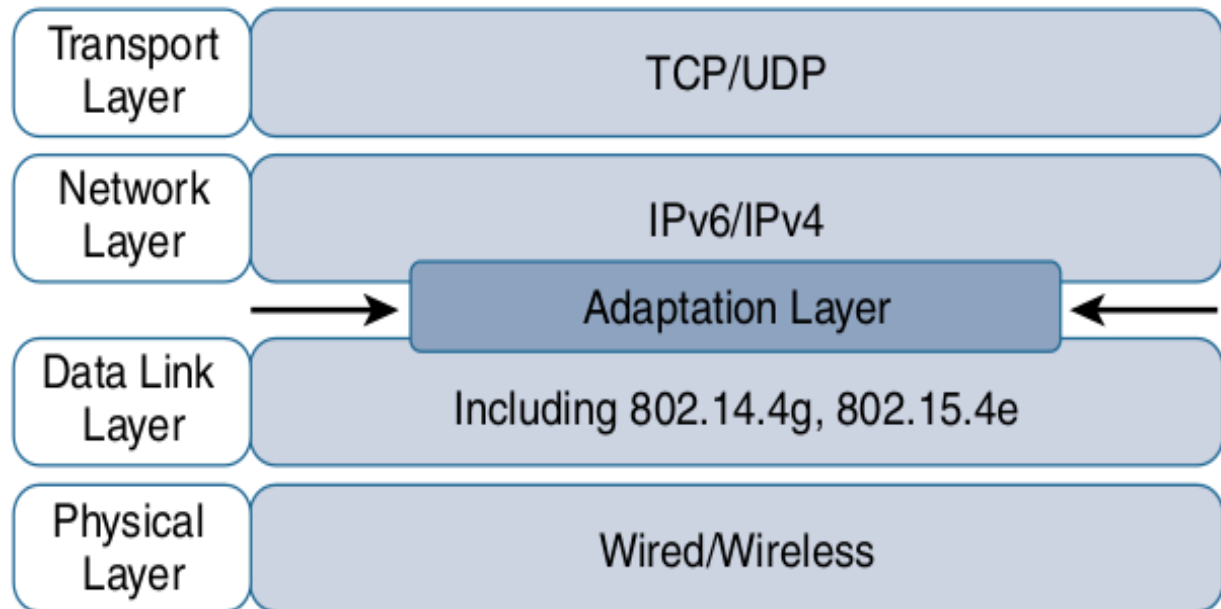 Transport
Layer
TCP/UDP
Network
Layer
IPv6/IPv4
Adaptation Layer
Data Link
Layer
Including 802.14.4g, 802.15.4e
Physical
Layer
Wired/Wireless